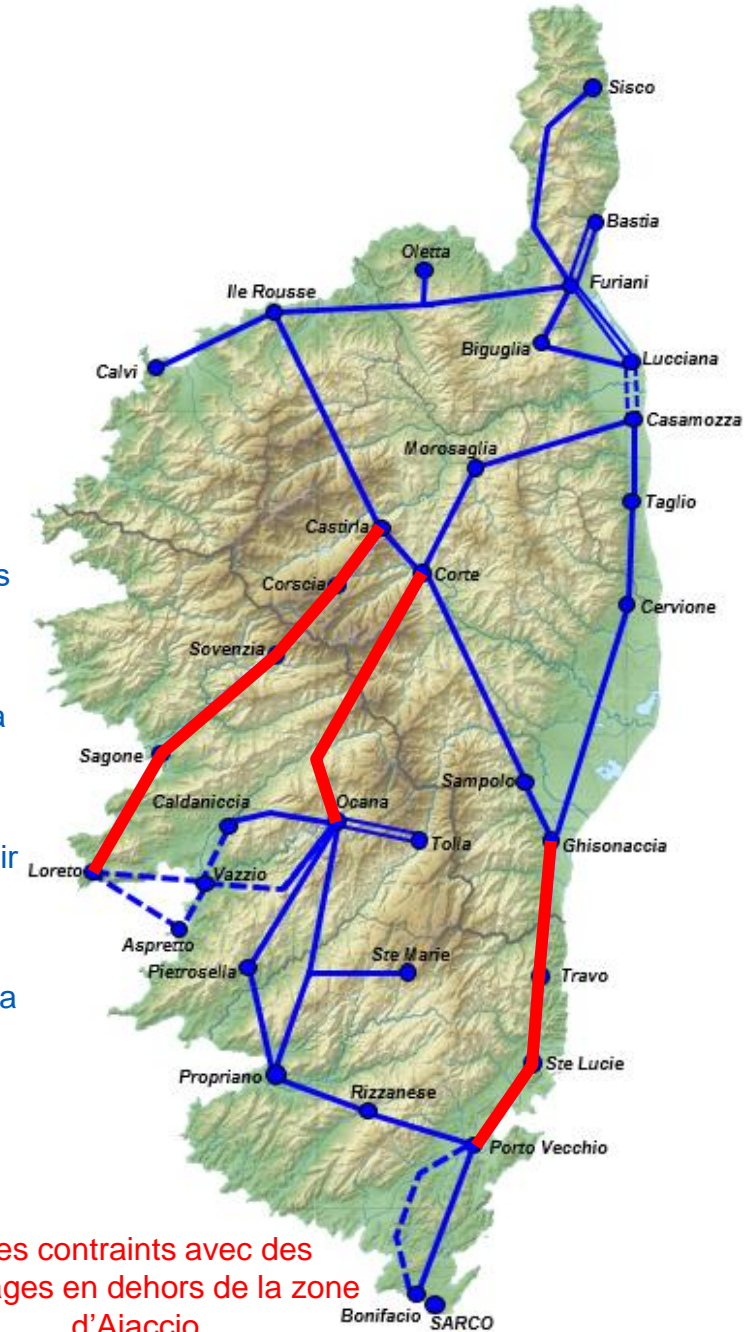 Sisco
Bastia
Oletta
Furiani
Ile Rousse
Biguglia
Lucciana
Calvi
Casamozza
Morosaglia
Taglio
Castirla
s
Corscia
Corte
Cervione
Sovenzia
a
Sagone
Sampolo
Caldaniccia
Ocana
Tolla
Ghisonaccia
ir
Loreto
Vazzio
Aspretto
Ste Marie
Pietrosella
Travo
a
Ste Lucie
Propriano
Rizzanese
Porto Vecchio
es contraints avec des
ages en dehors de la zone
d'Ajaccio
Bonifacio
SARCO